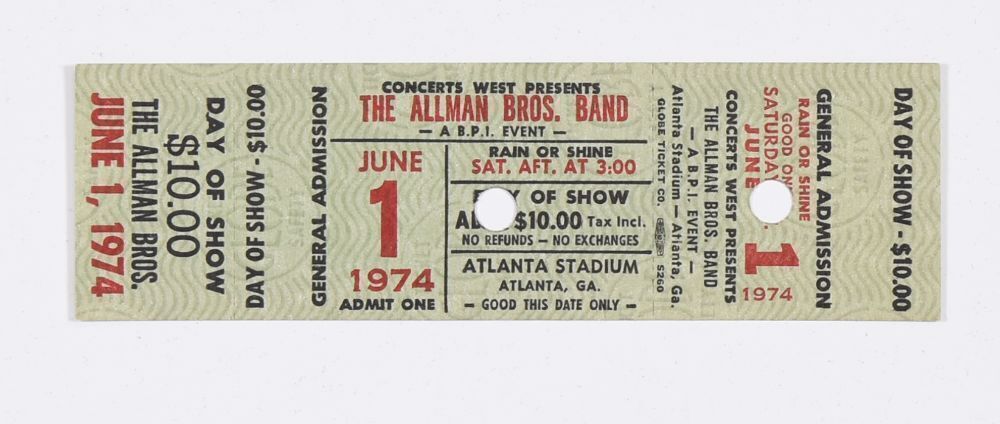 JUNE 1, 1974
THE ALLMAN BROS.
$10.00
DAY OF SHOW
DAY OF SHOW - $10.00
GENERAL ADMISSION
CONCERTS WEST PRESENTS
THE ALLMAN BROS. BAND
— A B.P.I. EVENT —
JUNE
1
1974
ADMIT ONE
RAIN OR SHINE
SAT. AFT. AT 3:00
OF SHOW
$10.00 Tax Incl.
NO REFUNDS — NO EXCHANGES
ATLANTA STADIUM
ATLANTA, GA.
— GOOD THIS DATE ONLY —
GLOBE TICKET CO. 5260
Atlanta Stadium — Atlanta, Ga.
— A B.P.I. EVENT —
THE ALLMAN BROS. BAND
CONCERTS WEST PRESENTS
JUNE 1
1974
SATURDAY
GOOD ON
RAIN OR SHINE
GENERAL ADMISSION
DAY OF SHOW - $10.00